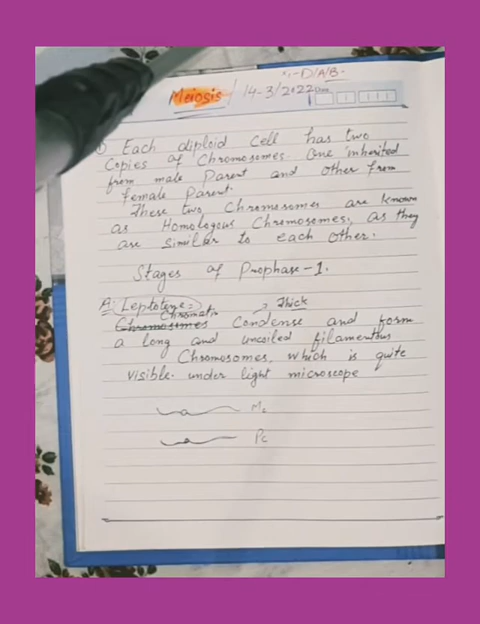 XI-D/A/B.
Meiosis 14-3/2022
Each diploid Cell has two
Copies of Chromosomes. One inherited
from male Parent and other from
female Parent.
These two Chromosomes are known
as Homologous Chromosomes, as they
are similar to each other.
Stages of Prophase-1.
A: Leptotene:→ → Thick
Chromatin
Chromosomes Condense and form
a long and uncoiled filamentous
Chromosomes, which is quite
visible under light microscope
Mc
Pc